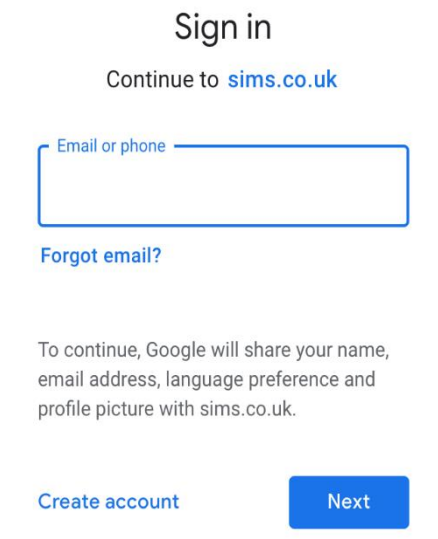 Sign in
Continue to sims.co.uk
Email or phone
Forgot email?
To continue, Google will share your name,
email address, language preference and
profile picture with sims.co.uk.
Create account
Next